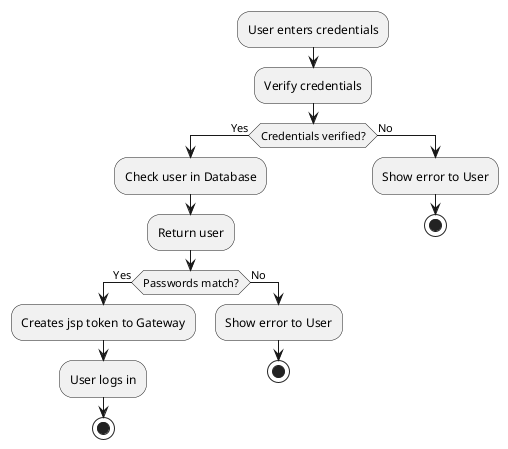 User enters credentials
Verify credentials
Yes
Credentials verified?
No
Check user in Database
Show error to User
Return user
Yes
Passwords match?
No
Creates jsp token to Gateway
Show error to User
User logs in